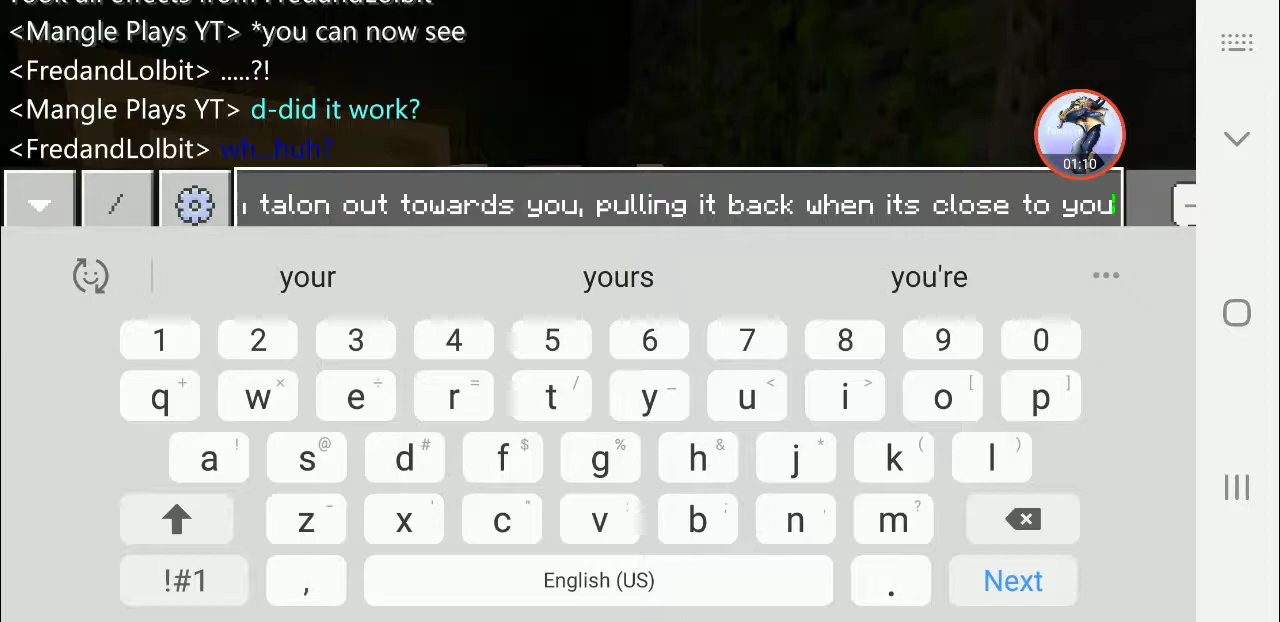 <Mangle Plays YT> *you can now see
<FredandLolbit> .....?!
<Mangle Plays YT> d-did it work?
<FredandLolbit> wh...huh?
01:10
/ talon out towards you, pulling it back when its close to you
your yours you're
1 2 3 4 5 6 7 8 9 0
q + w × e ÷ r = t / y _ u < i > o [ p ]
a ! s @ d # f $ g % h & j * k ( l )
z - x ' c " v : b ; n , m ?
!#1 , English (US) . Next